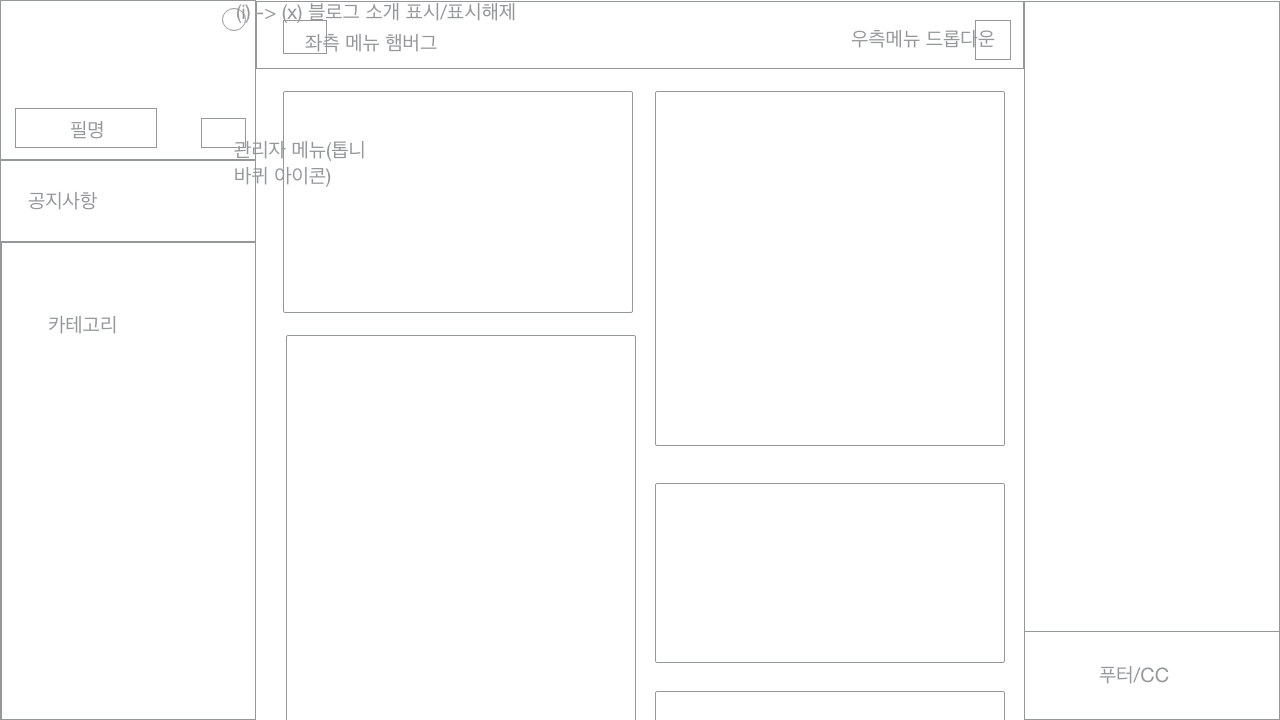 (i) -> (x) 블로그 소개 표시/표시해제
좌측 메뉴 햄버그
우측메뉴 드롭다운
필명
관리자 메뉴(톱니
바퀴 아이콘)
공지사항
카테고리
푸터/CC